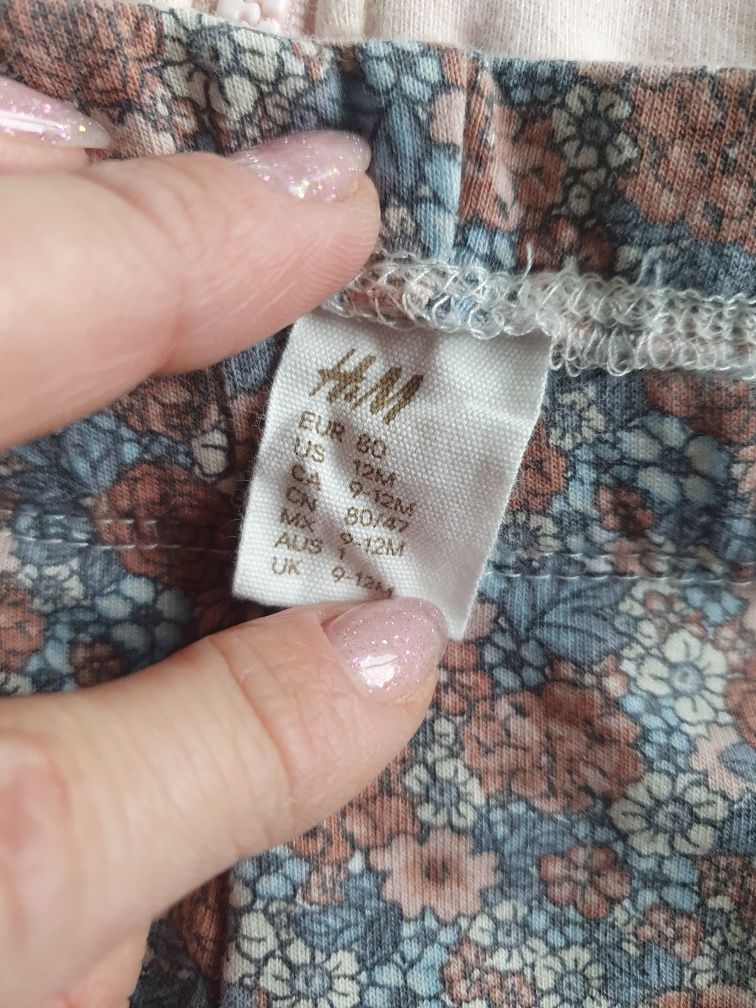 H&M
EUR 80
US 12M
CA 9-12M
CN 80/47
MX 9-12M
AUS 1
UK 9-12M